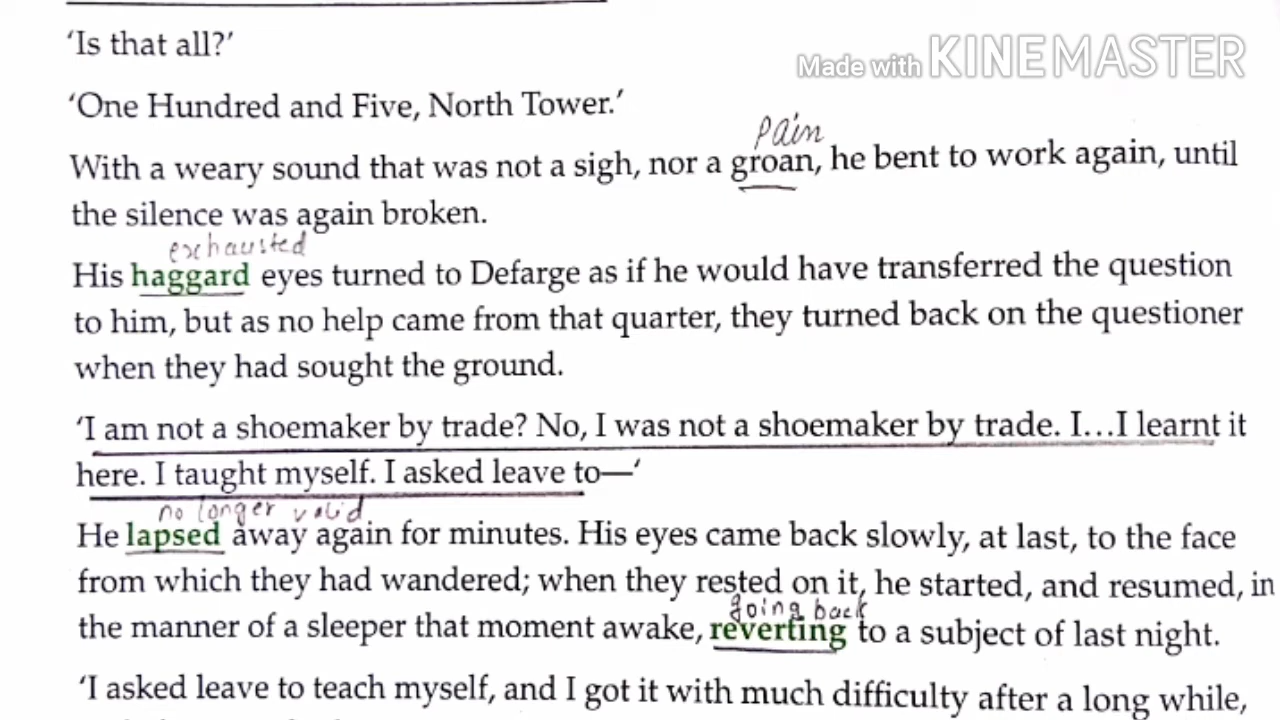 'Is that all?'
Made with KINEMASTER
'One Hundred and Five, North Tower.'
pain
With a weary sound that was not a sigh, nor a groan, he bent to work again, until
the silence was again broken.
exhausted
His haggard eyes turned to Defarge as if he would have transferred the question
to him, but as no help came from that quarter, they turned back on the questioner
when they had sought the ground.
'I am not a shoemaker by trade? No, I was not a shoemaker by trade. I...I learnt it
here. I taught myself. I asked leave to—'
no longer valid
He lapsed away again for minutes. His eyes came back slowly, at last, to the face
from which they had wandered; when they rested on it, he started, and resumed, in
going back
the manner of a sleeper that moment awake, reverting to a subject of last night.
'I asked leave to teach myself, and I got it with much difficulty after a long while,